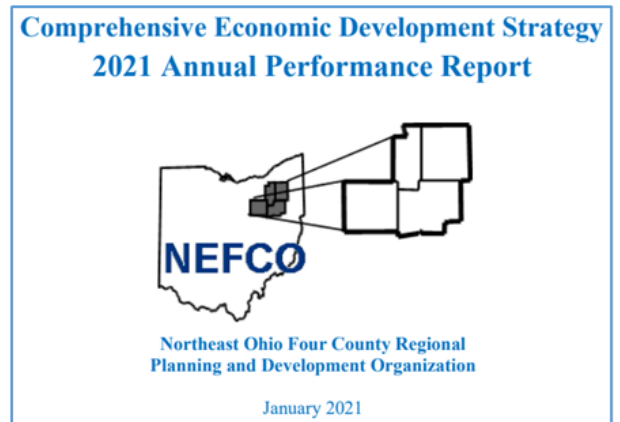 Comprehensive Economic Development Strategy
2021 Annual Performance Report
NEFCO
Northeast Ohio Four County Regional
Planning and Development Organization
January 2021